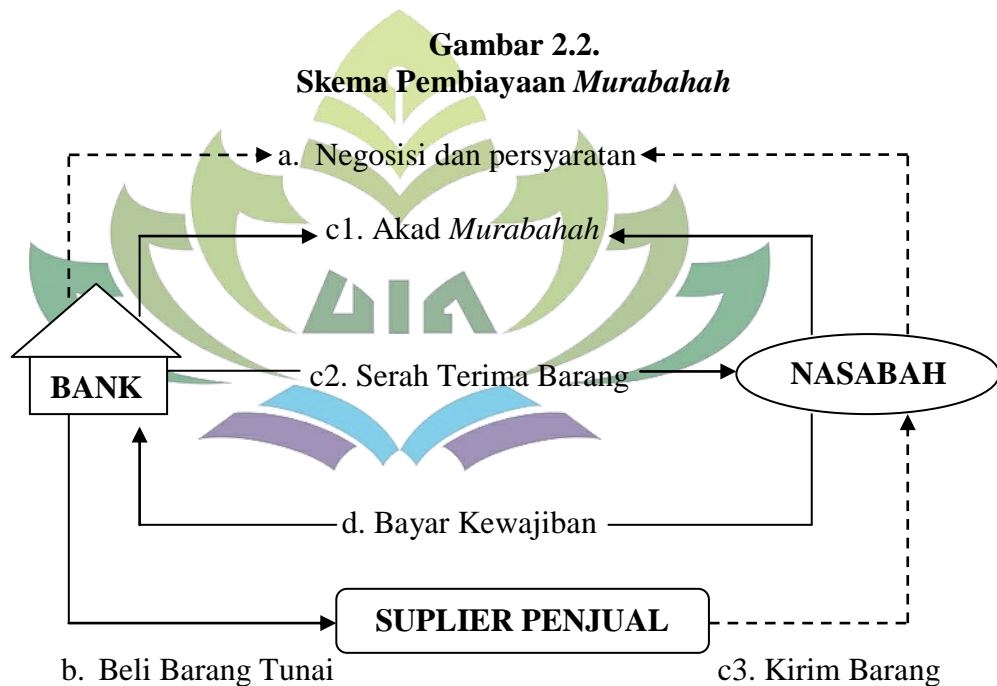 Gambar 2.2.
Skema Pembiayaan Murabahah
a. Negosisi dan persyaratan
c1. Akad Murabahah
UIN
c2. Serah Terima Barang
BANK
NASABAH
d. Bayar Kewajiban
SUPLIER PENJUAL
b. Beli Barang Tunai
c3. Kirim Barang